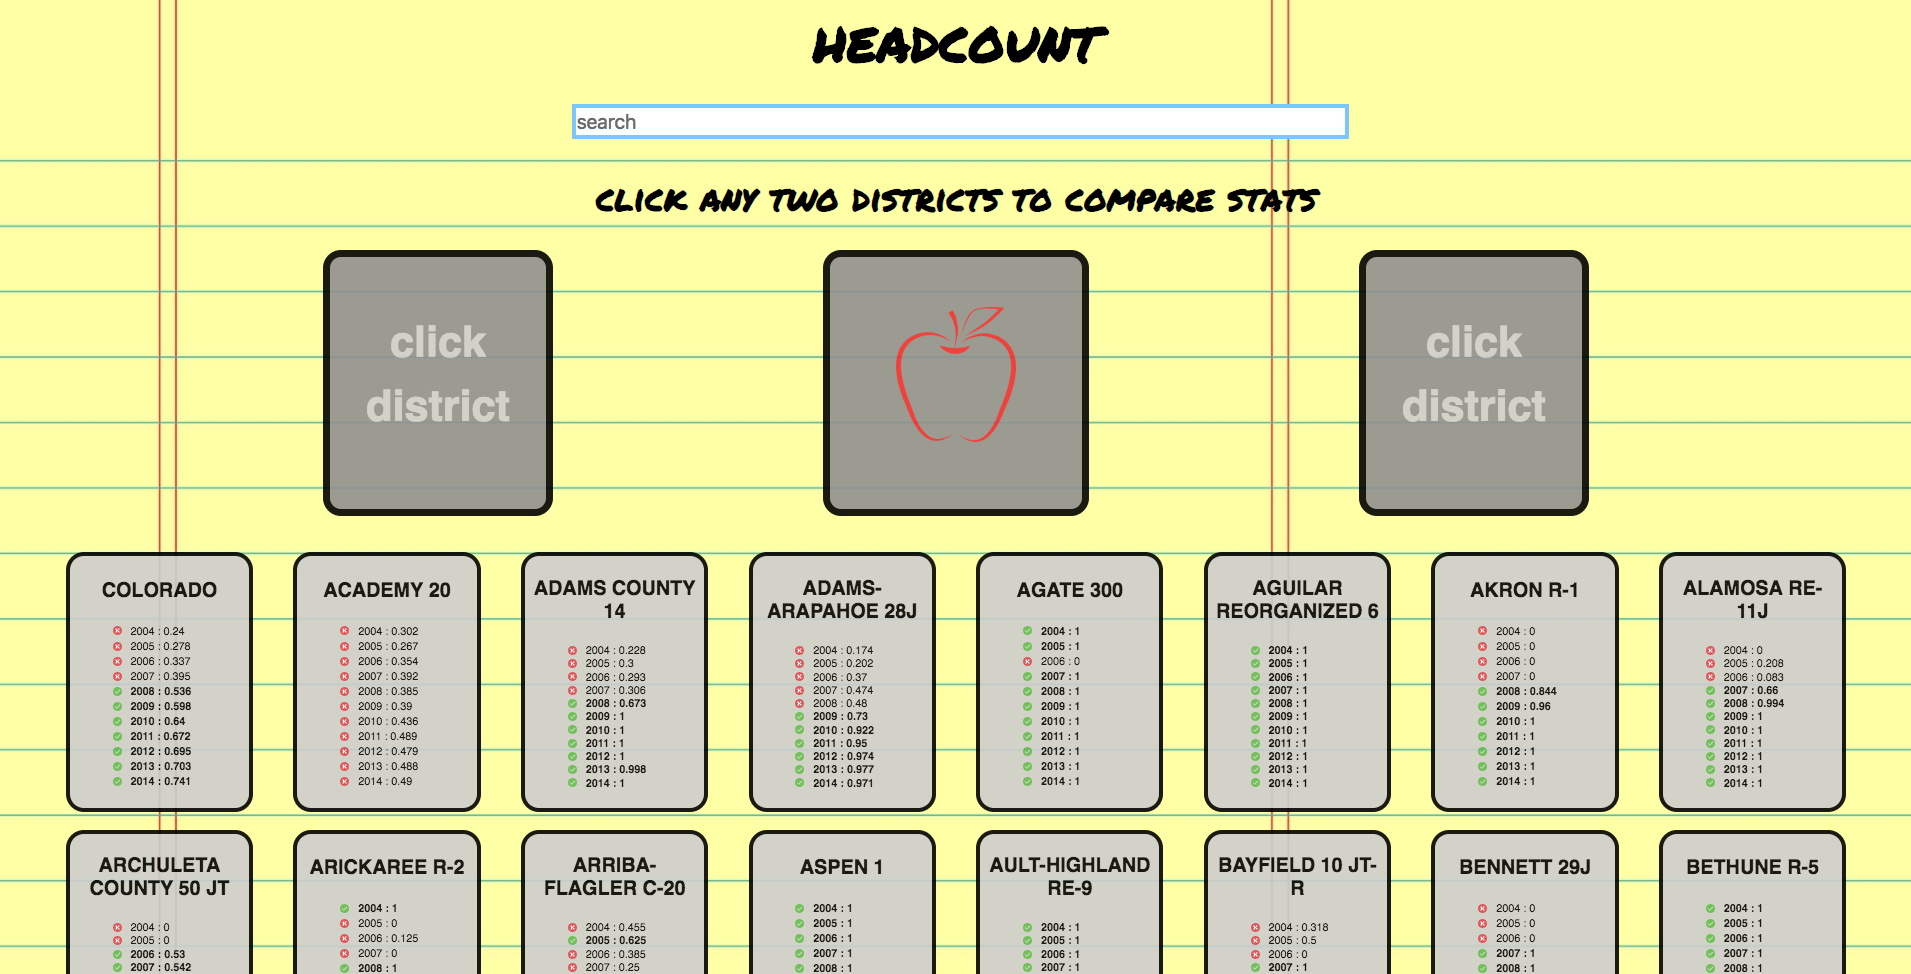 HEADCOUNT
search
CLICK ANY TWO DISTRICTS TO COMPARE STATS
click
district
click
district
COLORADO
2004 : 0.24
2005 : 0.278
2006 : 0.337
2007 : 0.395
2008 : 0.536
2009 : 0.598
2010 : 0.64
2011 : 0.672
2012 : 0.695
2013 : 0.703
2014 : 0.741
ACADEMY 20
2004 : 0.302
2005 : 0.267
2006 : 0.354
2007 : 0.392
2008 : 0.385
2009 : 0.39
2010 : 0.436
2011 : 0.489
2012 : 0.479
2013 : 0.488
2014 : 0.49
ADAMS COUNTY
14
2004 : 0.228
2005 : 0.3
2006 : 0.293
2007 : 0.306
2008 : 0.673
2009 : 1
2010 : 1
2011 : 1
2012 : 1
2013 : 0.998
2014 : 1
ADAMS-
ARAPAHOE 28J
2004 : 0.174
2005 : 0.202
2006 : 0.37
2007 : 0.474
2008 : 0.48
2009 : 0.73
2010 : 0.922
2011 : 0.95
2012 : 0.974
2013 : 0.977
2014 : 0.971
AGATE 300
2004 : 1
2005 : 1
2006 : 0
2007 : 1
2008 : 1
2009 : 1
2010 : 1
2011 : 1
2012 : 1
2013 : 1
2014 : 1
AGUILAR
REORGANIZED 6
2004 : 1
2005 : 1
2006 : 1
2007 : 1
2008 : 1
2009 : 1
2010 : 1
2011 : 1
2012 : 1
2013 : 1
2014 : 1
AKRON R-1
2004 : 0
2005 : 0
2006 : 0
2007 : 0
2008 : 0.844
2009 : 0.96
2010 : 1
2011 : 1
2012 : 1
2013 : 1
2014 : 1
ALAMOSA RE-
11J
2004 : 0
2005 : 0.208
2006 : 0.083
2007 : 0.66
2008 : 0.994
2009 : 1
2010 : 1
2011 : 1
2012 : 1
2013 : 1
2014 : 1
ARCHULETA
COUNTY 50 JT
2004 : 0
2005 : 0
2006 : 0.53
2007 : 0.542
ARICKAREE R-2
2004 : 1
2005 : 0
2006 : 0.125
2007 : 0
2008 : 1
ARRIBA-
FLAGLER C-20
2004 : 0.455
2005 : 0.625
2006 : 0.385
2007 : 0.25
ASPEN 1
2004 : 1
2005 : 1
2006 : 1
2007 : 1
2008 : 1
AULT-HIGHLAND
RE-9
2004 : 1
2005 : 1
2006 : 1
2007 : 1
BAYFIELD 10 JT-
R
2004 : 0.318
2005 : 0.5
2006 : 0
2007 : 1
BENNETT 29J
2004 : 0
2005 : 0
2006 : 0
2007 : 1
2008 : 1
BETHUNE R-5
2004 : 1
2005 : 1
2006 : 1
2007 : 1
2008 : 1